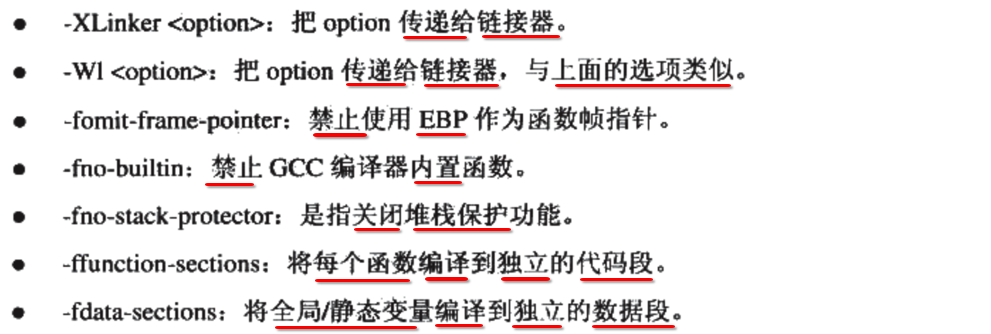 ● -XLinker <option>：把 option 传递给链接器。
● -Wl <option>：把 option 传递给链接器，与上面的选项类似。
● -fomit-frame-pointer：禁止使用 EBP 作为函数帧指针。
● -fno-builtin：禁止 GCC 编译器内置函数。
● -fno-stack-protector：是指关闭堆栈保护功能。
● -ffunction-sections：将每个函数编译到独立的代码段。
● -fdata-sections：将全局/静态变量编译到独立的数据段。